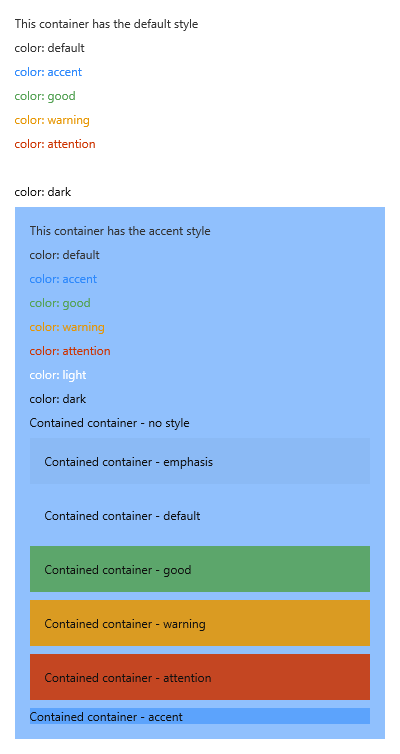 This container has the default style
color: default
color: accent
color: good
color: warning
color: attention
color: dark
This container has the accent style
color: default
color: accent
color: good
color: warning
color: attention
color: light
color: dark
Contained container - no style
Contained container - emphasis
Contained container - default
Contained container - good
Contained container - warning
Contained container - attention
Contained container - accent